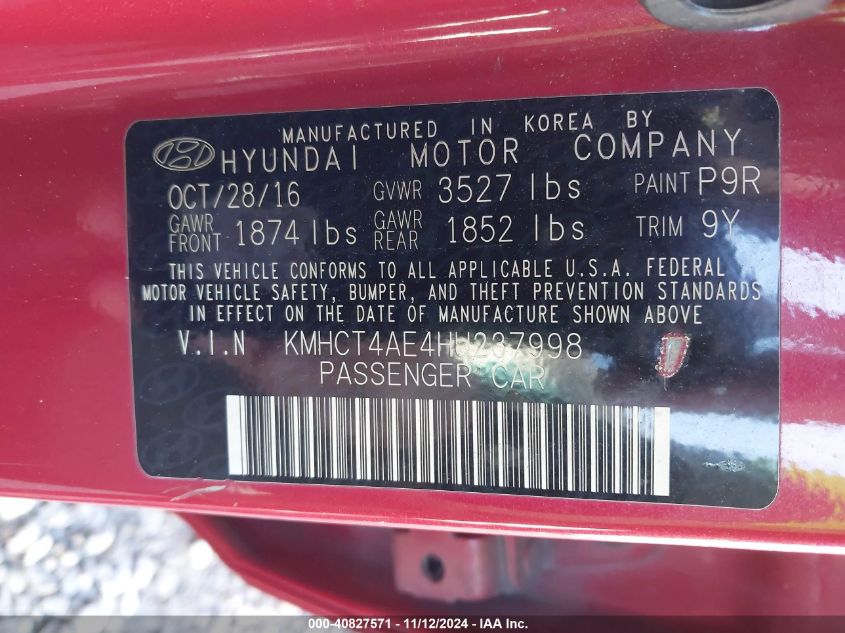 MANUFACTURED IN KOREA BY
HYUNDAI MOTOR COMPANY
OCT/28/16 GVWR 3527 lbs PAINT P9R
GAWR FRONT 1874 lbs GAWR REAR 1852 lbs TRIM 9Y
THIS VEHICLE CONFORMS TO ALL APPLICABLE U.S.A. FEDERAL
MOTOR VEHICLE SAFETY, BUMPER, AND THEFT PREVENTION STANDARDS
IN EFFECT ON THE DATE OF MANUFACTURE SHOWN ABOVE
V.I.N
PASSENGER CAR
000-40827571 - 11/12/2024 - IAA Inc.